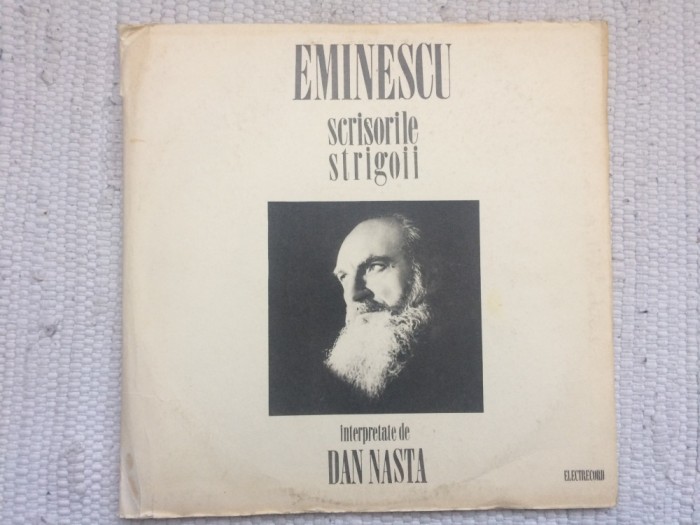 EMINESCU
scrisorile
strigoii
interpretate de
DAN NASTA
ELECTRECORD